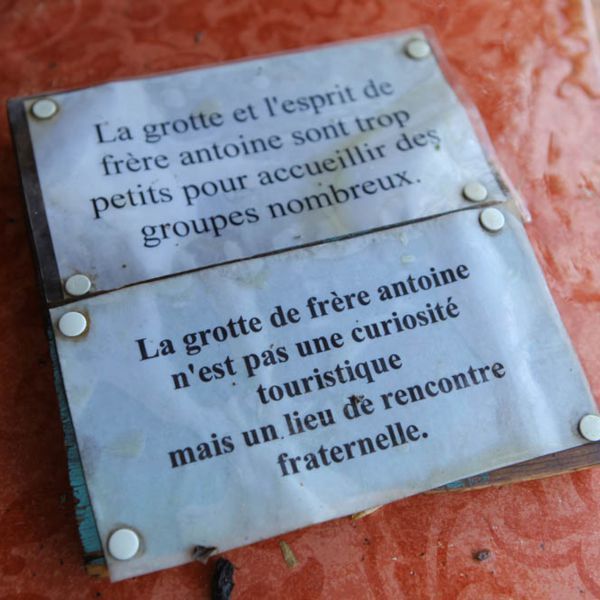 La grotte et l'esprit de
frère antoine sont trop
petits pour accueillir des
groupes nombreux.
La grotte de frère antoine
n'est pas une curiosité
touristique
mais un lieu de rencontre
fraternelle.